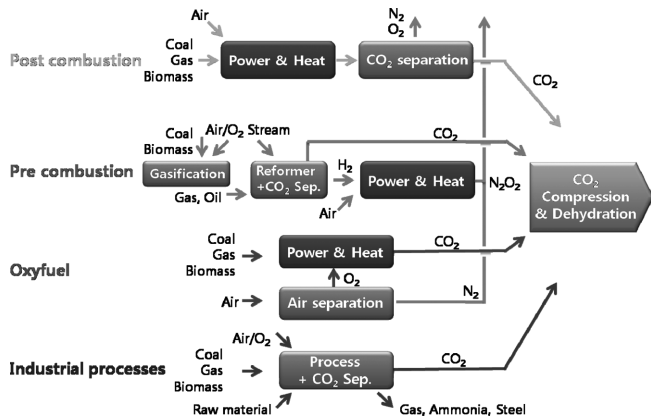 Air
N₂
O₂
Coal
Gas
Biomass
Post combustion
Power & Heat
CO₂ separation
CO₂
Coal
Biomass
Air/O₂ Stream
CO₂
Pre combustion
Gasification
Reformer
+CO₂ Sep.
H₂
Power & Heat
N₂O₂
Gas, Oil
Air
CO₂
Compression
& Dehydration
Coal
Gas
Biomass
Power & Heat
CO₂
Oxyfuel
O₂
Air
Air separation
N₂
Air/O₂
Industrial processes
Coal
Gas
Biomass
Process
+ CO₂ Sep.
CO₂
Raw material
Gas, Ammonia, Steel